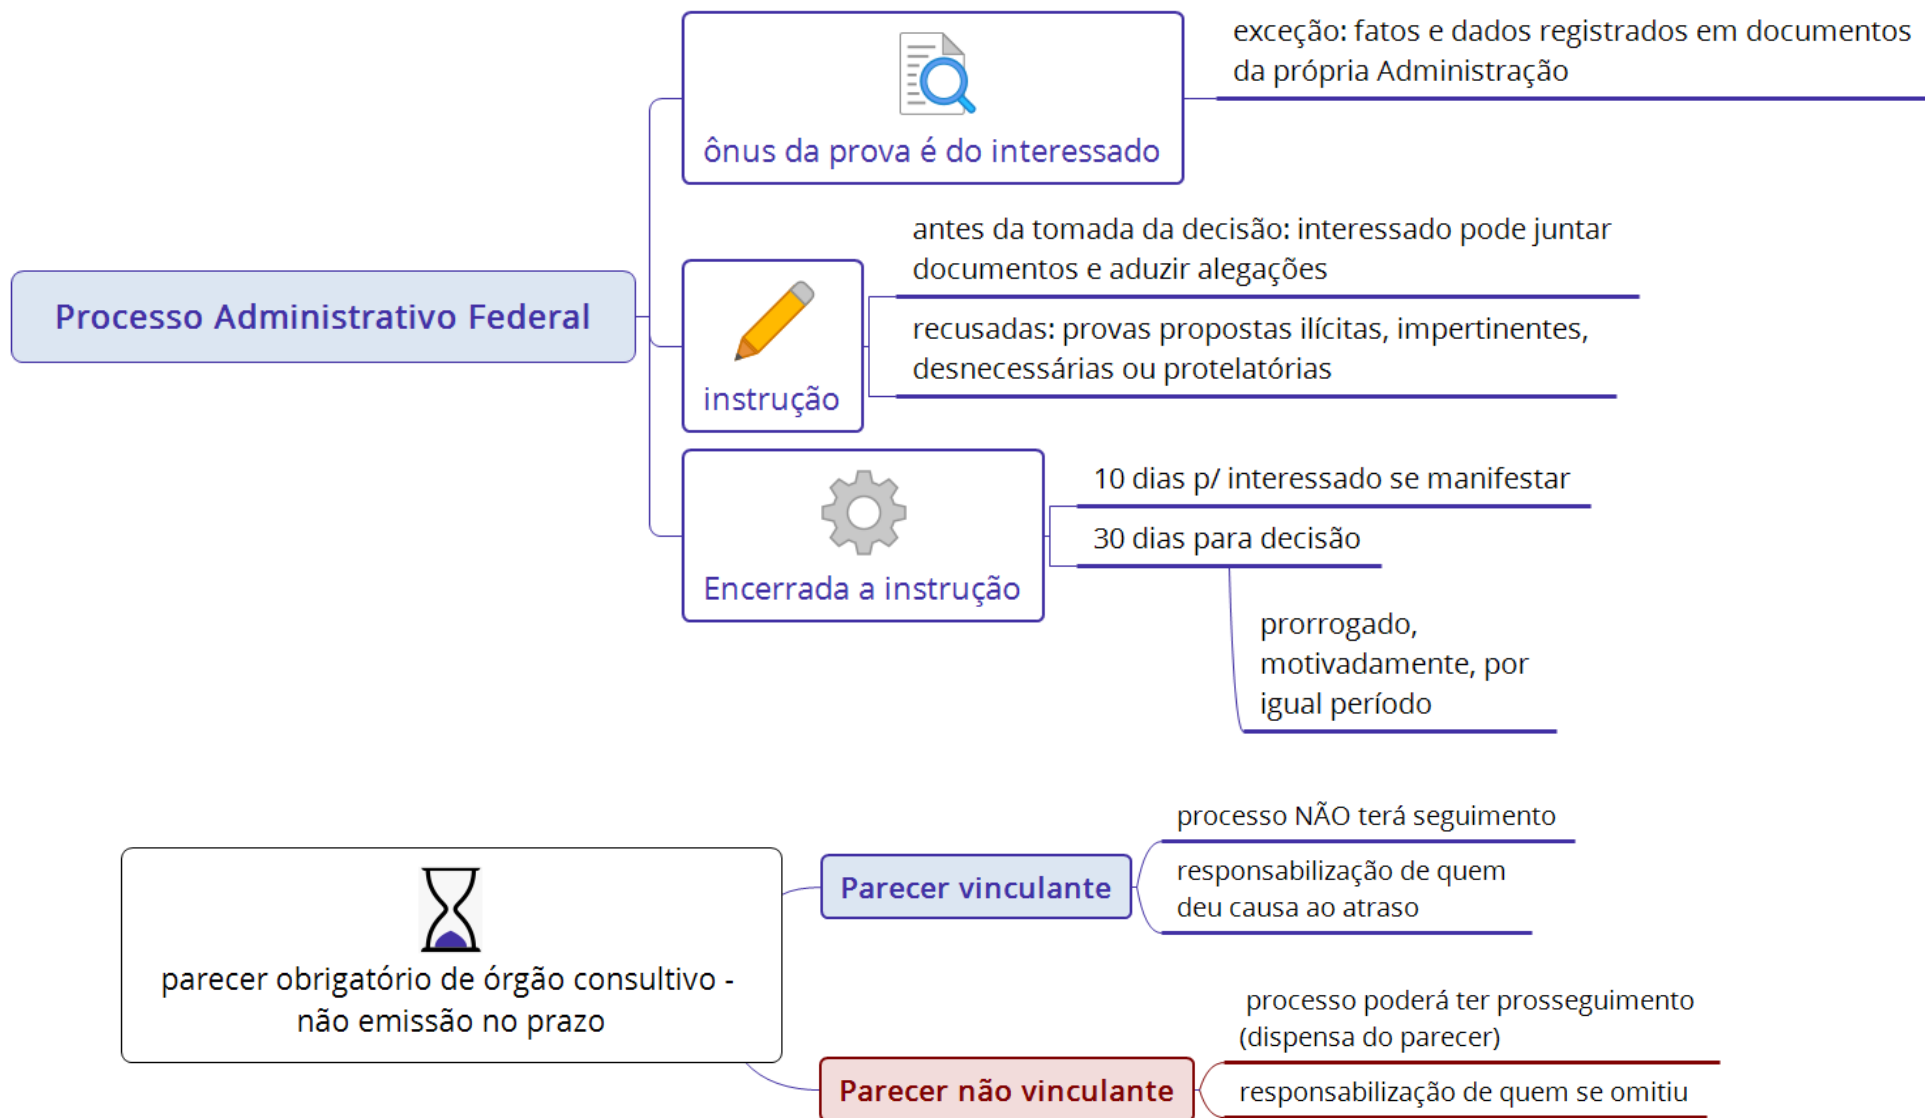 exceção: fatos e dados registrados em documentos
da própria Administração
ônus da prova é do interessado
Processo Administrativo Federal
antes da tomada da decisão: interessado pode juntar
documentos e aduzir alegações
recusadas: provas propostas ilícitas, impertinentes,
desnecessárias ou protelatórias
instrução
10 dias p/ interessado se manifestar
30 dias para decisão
Encerrada a instrução
prorrogado,
motivadamente, por
igual período
parecer obrigatório de órgão consultivo -
não emissão no prazo
Parecer vinculante
processo NÃO terá seguimento
responsabilização de quem
deu causa ao atraso
Parecer não vinculante
processo poderá ter prosseguimento
(dispensa do parecer)
responsabilização de quem se omitiu